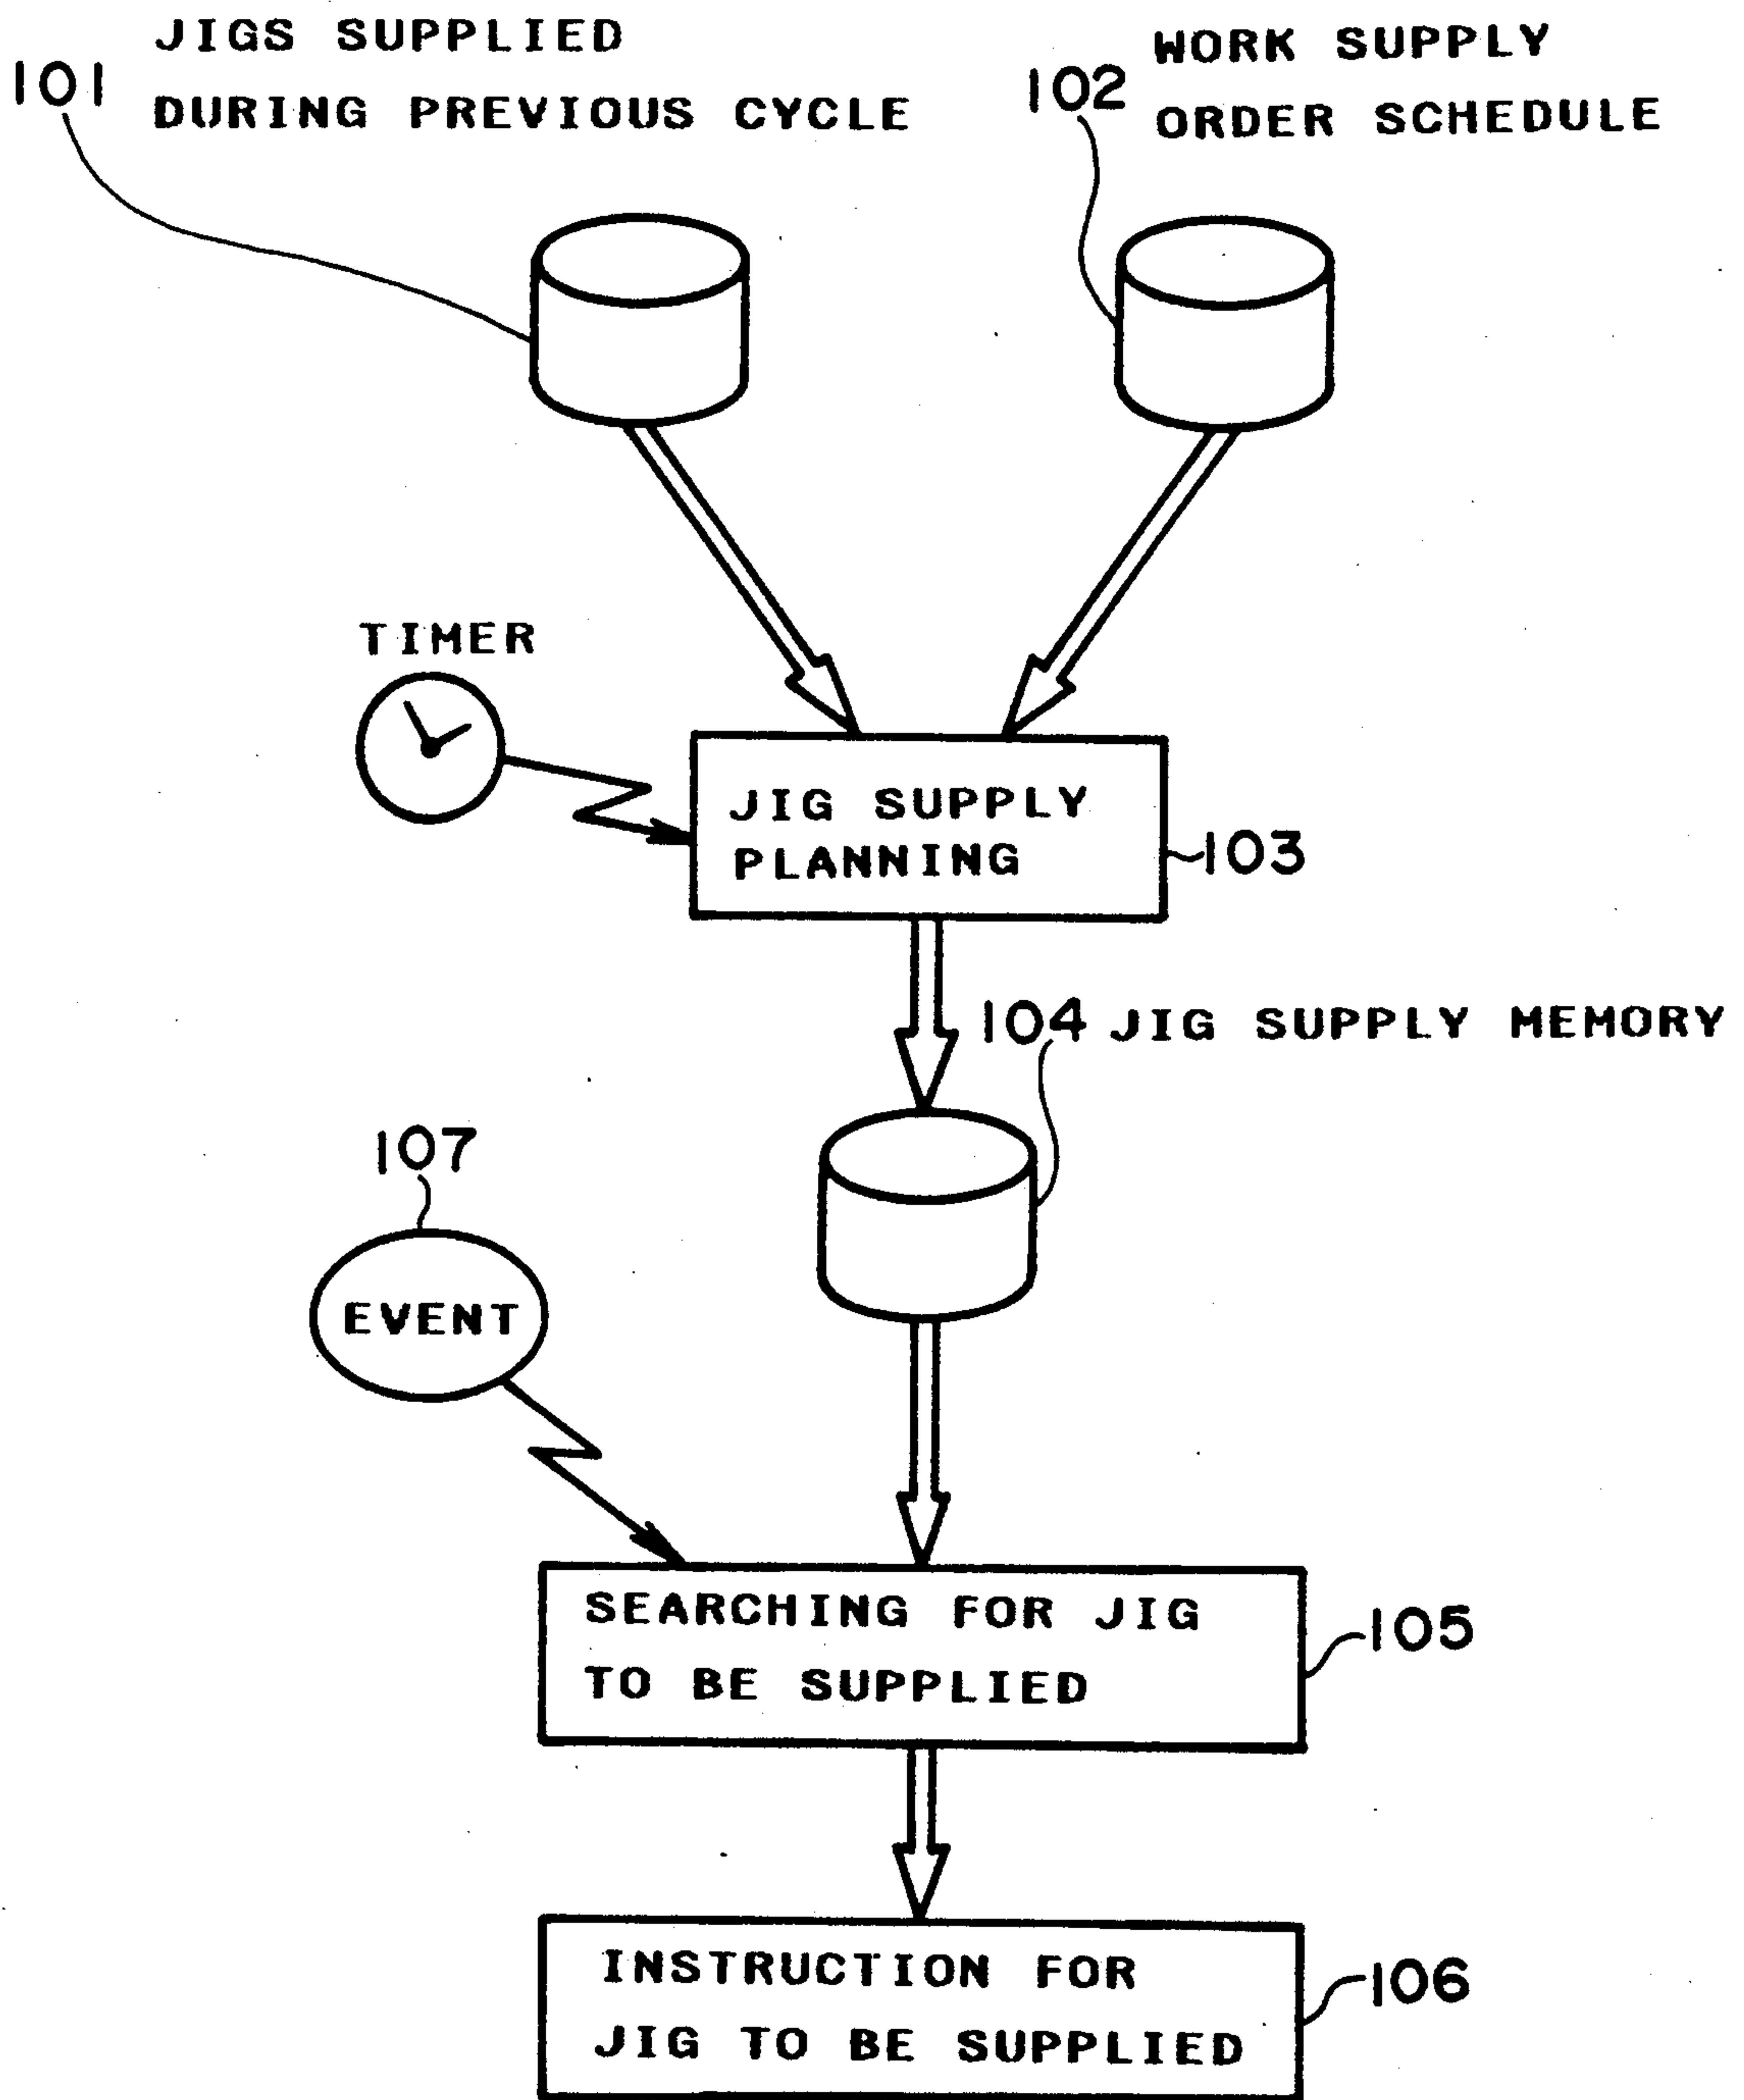 JIGS SUPPLIED
DURING PREVIOUS CYCLE
101
WORK SUPPLY
ORDER SCHEDULE
102
TIMER
JIG SUPPLY
PLANNING
103
104 JIG SUPPLY MEMORY
107
EVENT
SEARCHING FOR JIG
TO BE SUPPLIED
105
INSTRUCTION FOR
JIG TO BE SUPPLIED
106